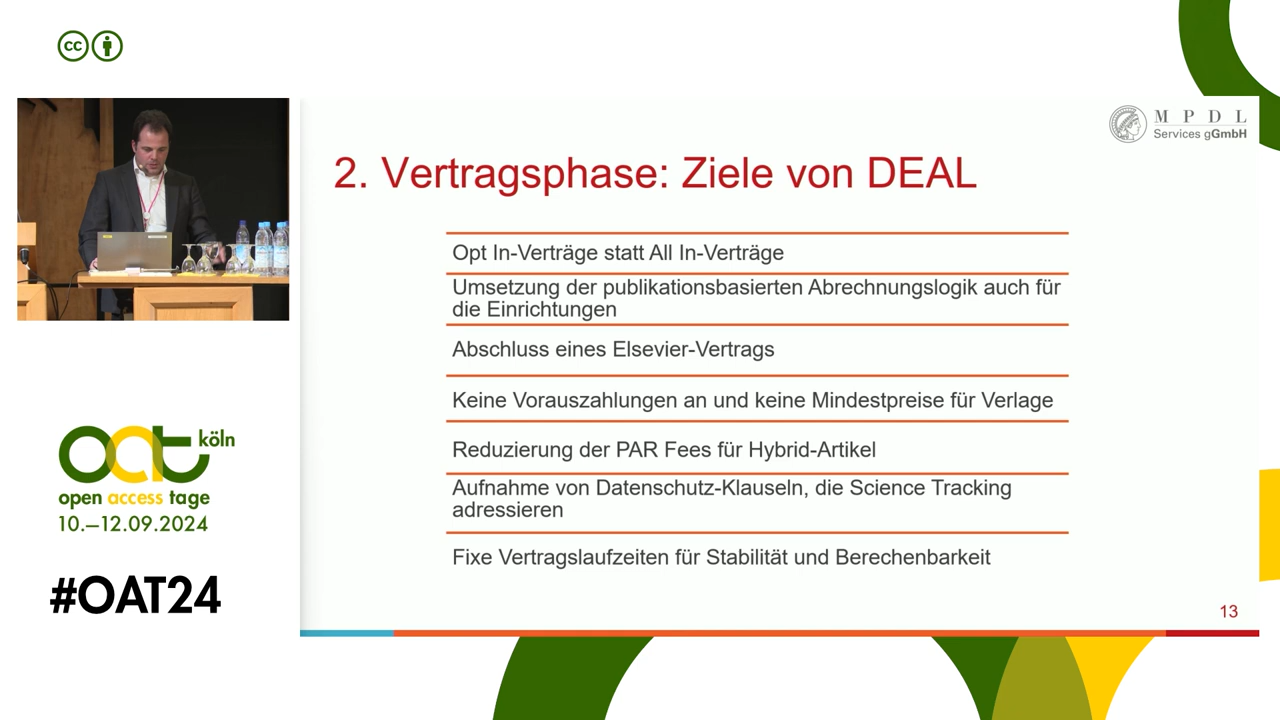 cc
M P D L
Services gGmbH
2. Vertragsphase: Ziele von DEAL
Opt In-Verträge statt All In-Verträge
Umsetzung der publikationsbasierten Abrechnungslogik auch für
die Einrichtungen
Abschluss eines Elsevier-Vertrags
Keine Vorauszahlungen an und keine Mindestpreise für Verlage
Reduzierung der PAR Fees für Hybrid-Artikel
Aufnahme von Datenschutz-Klauseln, die Science Tracking
adressieren
Fixe Vertragslaufzeiten für Stabilität und Berechenbarkeit
13
oat köln
open access tage
10.–12.09.2024
#OAT24